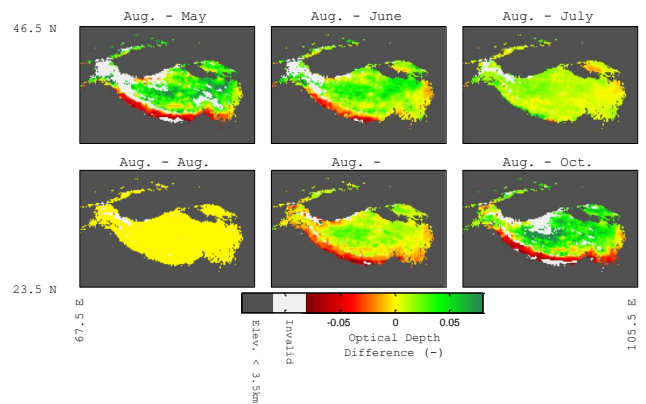 Aug. - May
Aug. - June
Aug. - July
46.5 N
Aug. - Aug.
Aug. -
Aug. - Oct.
23.5 N
67.5 E
105.5 E
Elev. < 3.5km
Invalid
-0.05
0
0.05
Optical Depth
Difference (-)